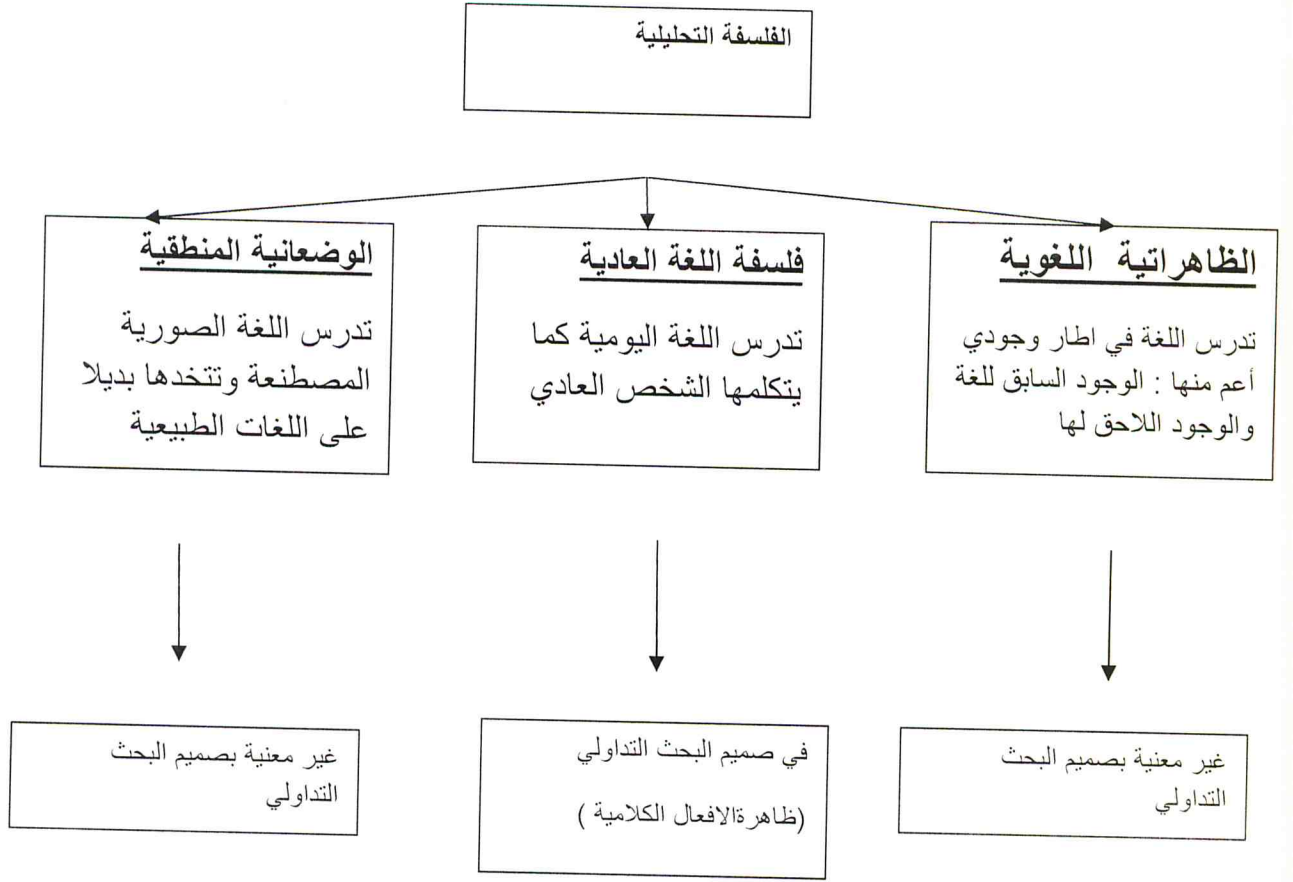 الفلسفة التحليلية
الظاهراتية اللغوية
تدرس اللغة في اطار وجودي
أعم منها : الوجود السابق للغة
والوجود اللاحق لها
فلسفة اللغة العادية
تدرس اللغة اليومية كما
يتكلمها الشخص العادي
الوضعانية المنطقية
تدرس اللغة الصورية
المصطنعة وتتخدها بديلا
على اللغات الطبيعية
غير معنية بصميم البحث
التداولي
في صميم البحث التداولي
(ظاهرةالافعال الكلامية )
غير معنية بصميم البحث
التداولي